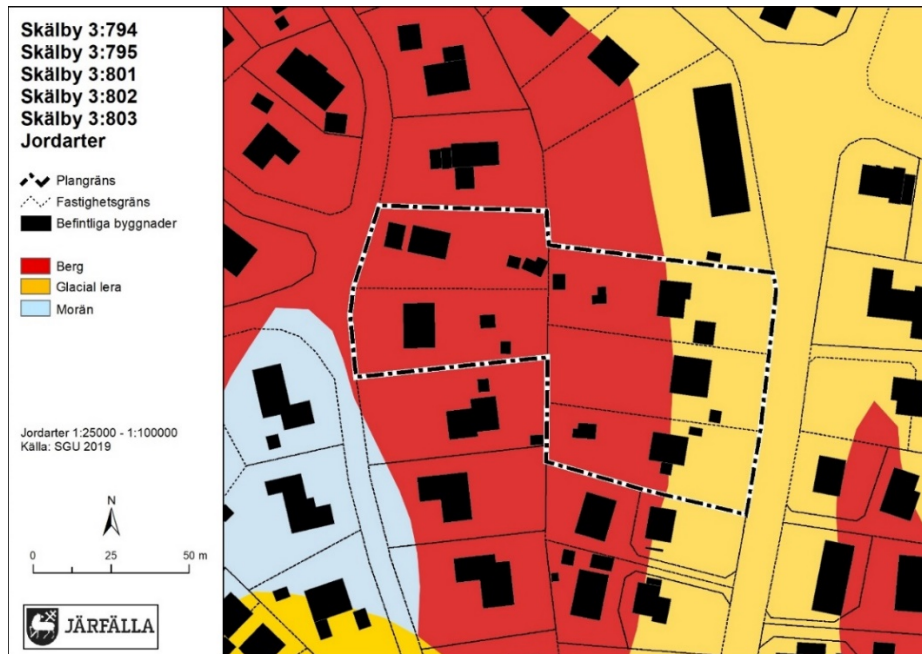 Skälby 3:794
Skälby 3:795
Skälby 3:801
Skälby 3:802
Skälby 3:803
Jordarter
Plangräns
Fastighetsgräns
Befintliga byggnader
Berg
Glacial lera
Morän
Jordarter 1:25000 - 1:100000
Källa: SGU 2019
N
0 25 50 m
JÄRFÄLLA